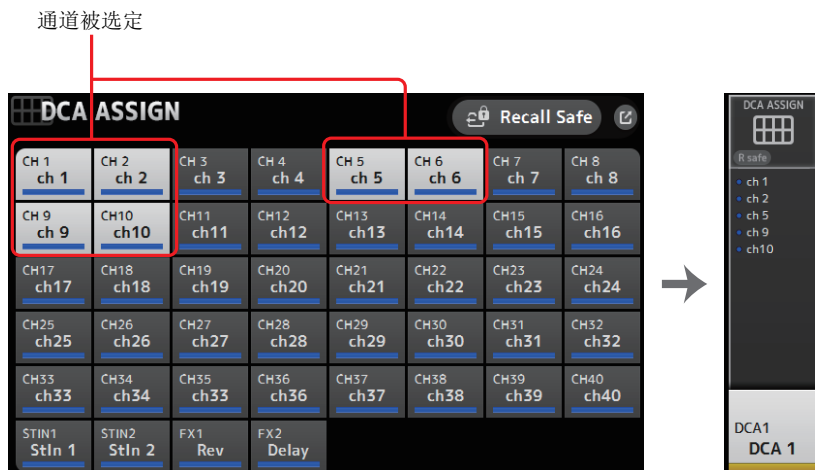 通道被选定
DCA ASSIGN
Recall Safe
CH 1 CH 2 CH 3 CH 4 CH 5 CH 6 CH 7 CH 8
ch 1 ch 2 ch 3 ch 4 ch 5 ch 6 ch 7 ch 8
CH 9 CH10 CH11 CH12 CH13 CH14 CH15 CH16
ch 9 ch10 ch11 ch12 ch13 ch14 ch15 ch16
CH17 CH18 CH19 CH20 CH21 CH22 CH23 CH24
ch17 ch18 ch19 ch20 ch21 ch22 ch23 ch24
CH25 CH26 CH27 CH28 CH29 CH30 CH31 CH32
ch25 ch26 ch27 ch28 ch29 ch30 ch31 ch32
CH33 CH34 CH35 CH36 CH37 CH38 CH39 CH40
ch33 ch34 ch33 ch36 ch37 ch38 ch39 ch40
STIN1 STIN2 FX1 FX2
StIn 1 StIn 2 Rev Delay
DCA ASSIGN
R safe
ch 1
ch 2
ch 5
ch 9
ch10
DCA1
DCA 1